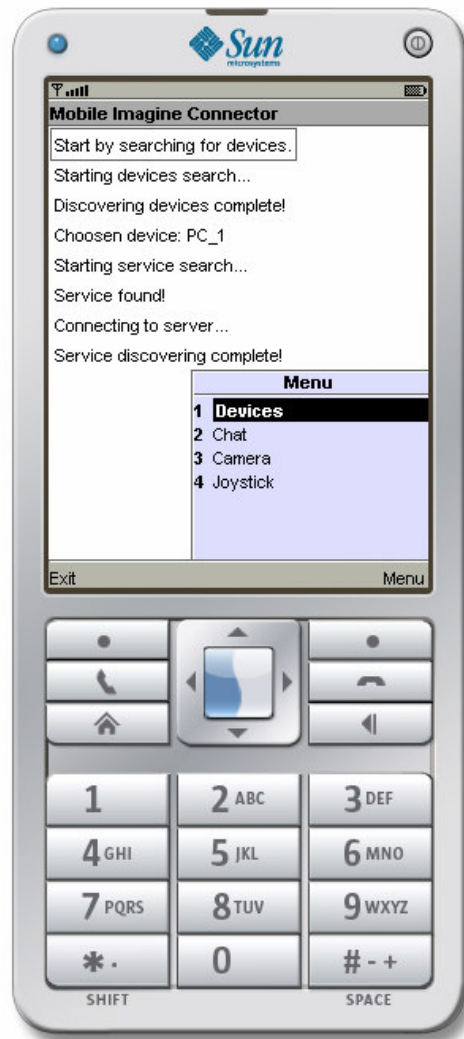 Sun
microsystems
Mobile Imagine Connector
Start by searching for devices.
Starting devices search...
Discovering devices complete!
Choosen device: PC_1
Starting service search...
Service found!
Connecting to server...
Service discovering complete!
Menu
1 Devices
2 Chat
3 Camera
4 Joystick
Exit Menu
1 2 ABC 3 DEF
4 GHI 5 JKL 6 MNO
7 PQRS 8 TUV 9 WXYZ
* . 0 # - +
SHIFT SPACE